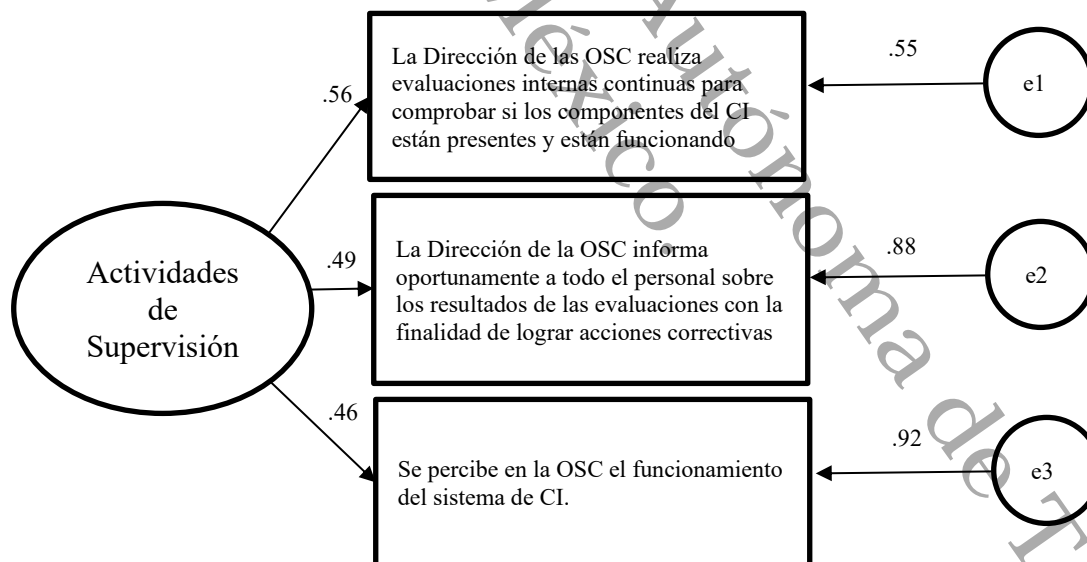 La Dirección de las OSC realiza
evaluaciones internas continuas para
comprobar si los componentes del CI
están presentes y están funcionando
.56
.55
e1
Actividades
de
Supervisión
.49
La Dirección de la OSC informa
oportunamente a todo el personal sobre
los resultados de las evaluaciones con la
finalidad de lograr acciones correctivas
.88
e2
.46
Se percibe en la OSC el funcionamiento
del sistema de CI.
.92
e3
Autónoma de T
México.